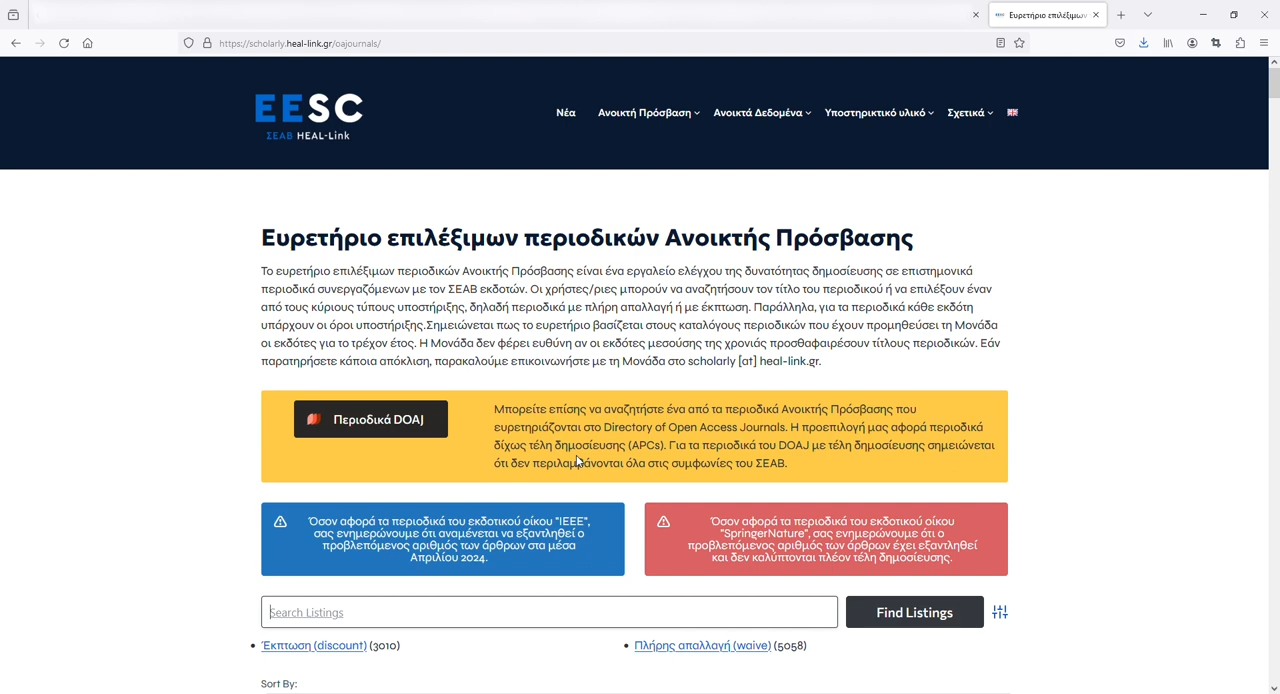 Ευρετήριο επιλέξιμων
https://scholarly.heal-link.gr/oajournals/
EESC
ΣΕΑΒ HEAL-Link
Νέα Ανοικτή Πρόσβαση Ανοικτά Δεδομένα Υποστηρικτικό υλικό Σχετικά
Ευρετήριο επιλέξιμων περιοδικών Ανοικτής Πρόσβασης
Το ευρετήριο επιλέξιμων περιοδικών Ανοικτής Πρόσβασης είναι ένα εργαλείο ελέγχου της δυνατότητας δημοσίευσης σε επιστημονικά
περιοδικά συνεργαζόμενων με τον ΣΕΑΒ εκδοτών. Οι χρήστες/ριες μπορούν να αναζητήσουν τον τίτλο του περιοδικού ή να επιλέξουν έναν
από τους κύριους τύπους υποστήριξης, δηλαδή περιοδικά με πλήρη απαλλαγή ή με έκπτωση. Παράλληλα, για τα περιοδικά κάθε εκδότη
υπάρχουν οι όροι υποστήριξης.Σημειώνεται πως το ευρετήριο βασίζεται στους καταλόγους περιοδικών που έχουν προμηθεύσει τη Μονάδα
οι εκδότες για το τρέχον έτος. Η Μονάδα δεν φέρει ευθύνη αν οι εκδότες μεσούσης της χρονιάς προσθαφαιρέσουν τίτλους περιοδικών. Εάν
παρατηρήσετε κάποια απόκλιση, παρακαλούμε επικοινωνήστε με τη Μονάδα στο scholarly [at] heal-link.gr.
Περιοδικά DOAJ
Μπορείτε επίσης να αναζητήστε ένα από τα περιοδικά Ανοικτής Πρόσβασης που
ευρετηριάζονται στο Directory of Open Access Journals. Η προεπιλογή μας αφορά περιοδικά
δίχως τέλη δημοσίευσης (APCs). Για τα περιοδικά του DOAJ με τέλη δημοσίευσης σημειώνεται
ότι δεν περιλαμβάνονται όλα στις συμφωνίες του ΣΕΑΒ.
Όσον αφορά τα περιοδικά του εκδοτικού οίκου "IEEE",
σας ενημερώνουμε ότι αναμένεται να εξαντληθεί ο
προβλεπόμενος αριθμός των άρθρων στα μέσα
Απριλίου 2024.
Όσον αφορά τα περιοδικά του εκδοτικού οίκου
"SpringerNature", σας ενημερώνουμε ότι ο
προβλεπόμενος αριθμός των άρθρων έχει εξαντληθεί
και δεν καλύπτονται πλέον τέλη δημοσίευσης.
Search Listings
Find Listings
Έκπτωση (discount) (3010)
Πλήρης απαλλαγή (waive) (5058)
Sort By: